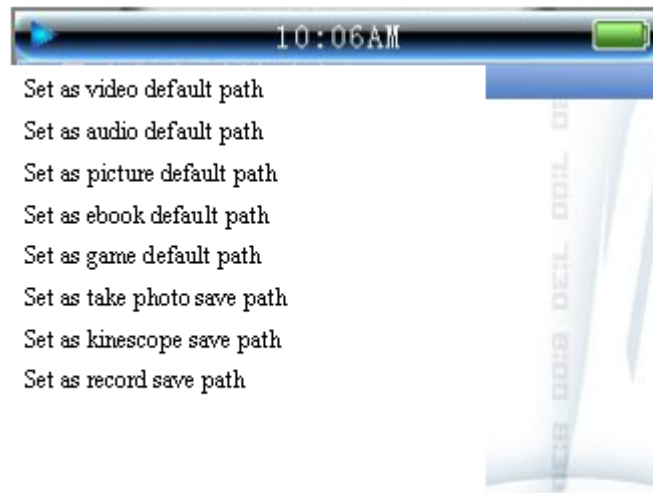 10:06AM
Set as video default path
Set as audio default path
Set as picture default path
Set as ebook default path
Set as game default path
Set as take photo save path
Set as kinescope save path
Set as record save path